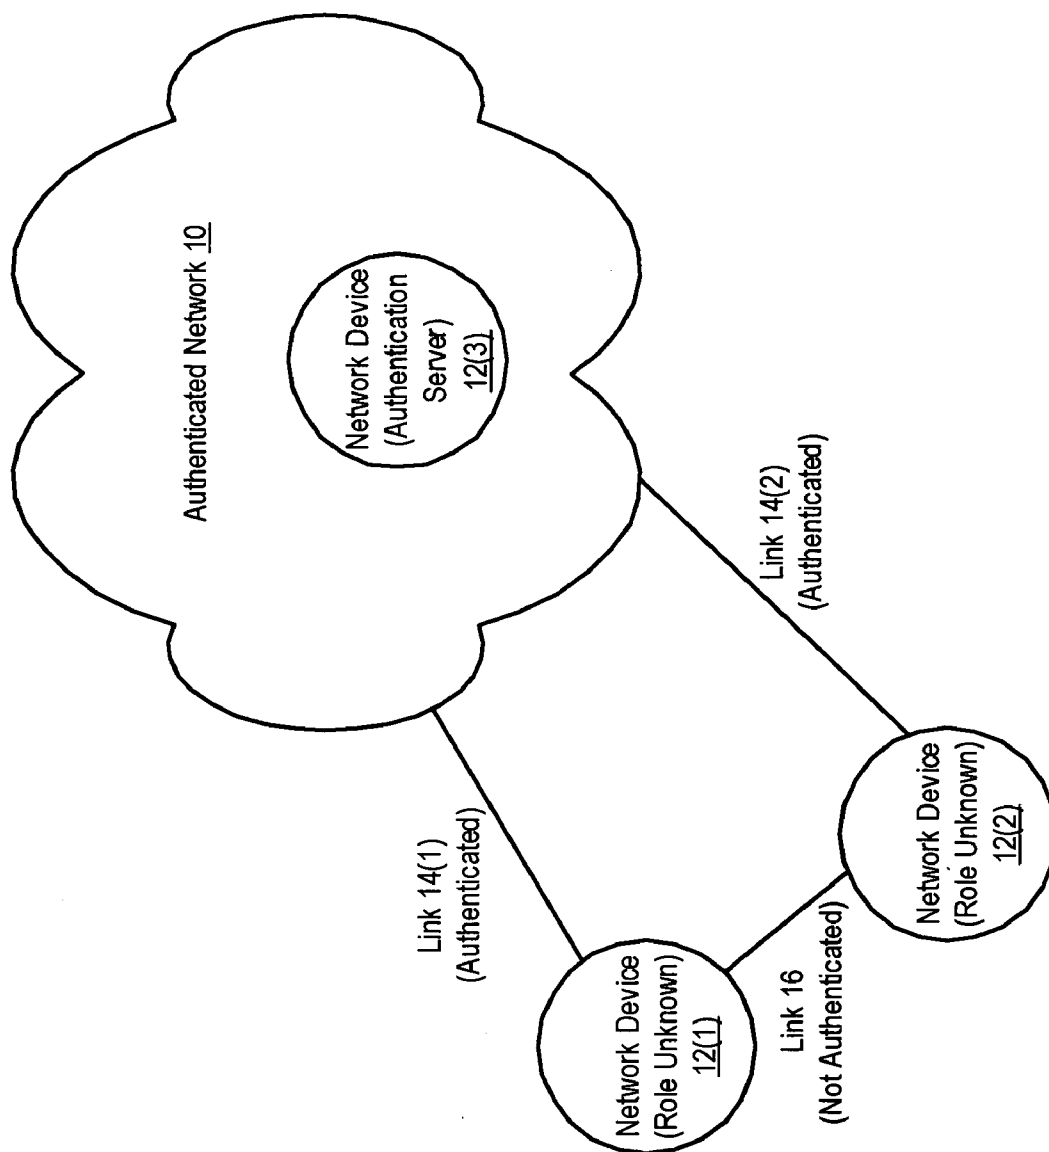 Authenticated Network 10
Network Device
(Authentication
Server)
12(3)
Link 14(1)
(Authenticated)
Link 14(2)
(Authenticated)
Network Device
(Role Unknown)
12(1)
Link 16
(Not Authenticated)
Network Device
(Role Unknown)
12(2)